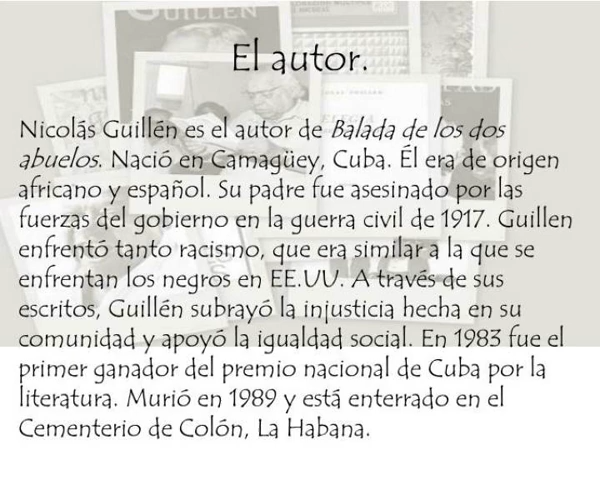 GUILLÉN
El autor.
Nicolás Guillén es el autor de Balada de los dos
abuelos. Nació en Camagüey, Cuba. Él era de origen
africano y español. Su padre fue asesinado por las
fuerzas del gobierno en la guerra civil de 1917. Guillen
enfrentó tanto racismo, que era similar a la que se
enfrentan los negros en EE.UU. A través de sus
escritos, Guillén subrayó la injusticia hecha en su
comunidad y apoyó la igualdad social. En 1983 fue el
primer ganador del premio nacional de Cuba por la
literatura. Murió en 1989 y está enterrado en el
Cementerio de Colón, La Habana.